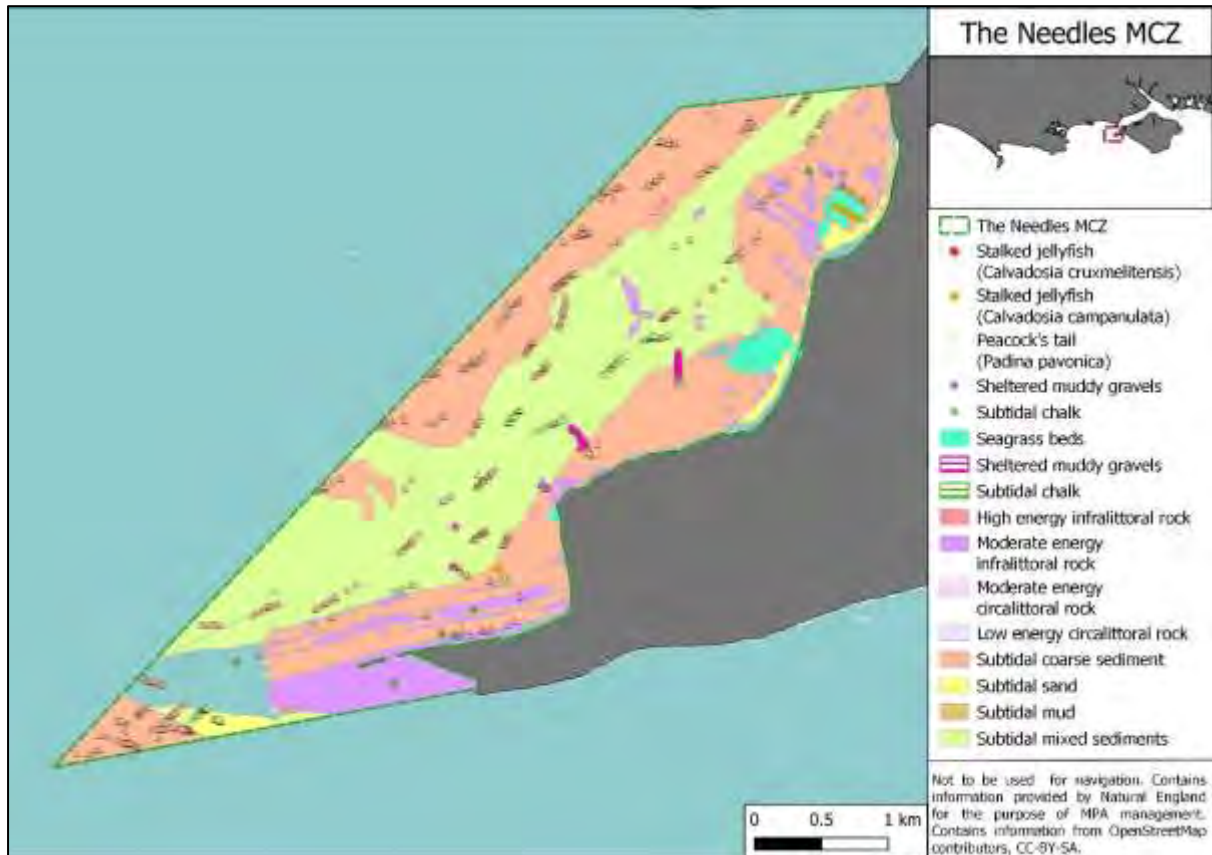 The Needles MCZ
The Needles MCZ
Stalked jellyfish
(Calvadosia cruxmelitensis)
Stalked jellyfish
(Calvadosia campanulata)
Peacock's tail
(Padina pavonica)
Sheltered muddy gravels
Subtidal chalk
Seagrass beds
Sheltered muddy gravels
Subtidal chalk
High energy infralittoral rock
Moderate energy
infralittoral rock
Moderate energy
circalittoral rock
Low energy circalittoral rock
Subtidal coarse sediment
Subtidal sand
Subtidal mud
Subtidal mixed sediments
Not to be used for navigation. Contains
information provided by Natural England
for the purpose of MPA management.
Contains information from OpenStreetMap
contributors, CC-BY-SA.
0 0.5 1 km